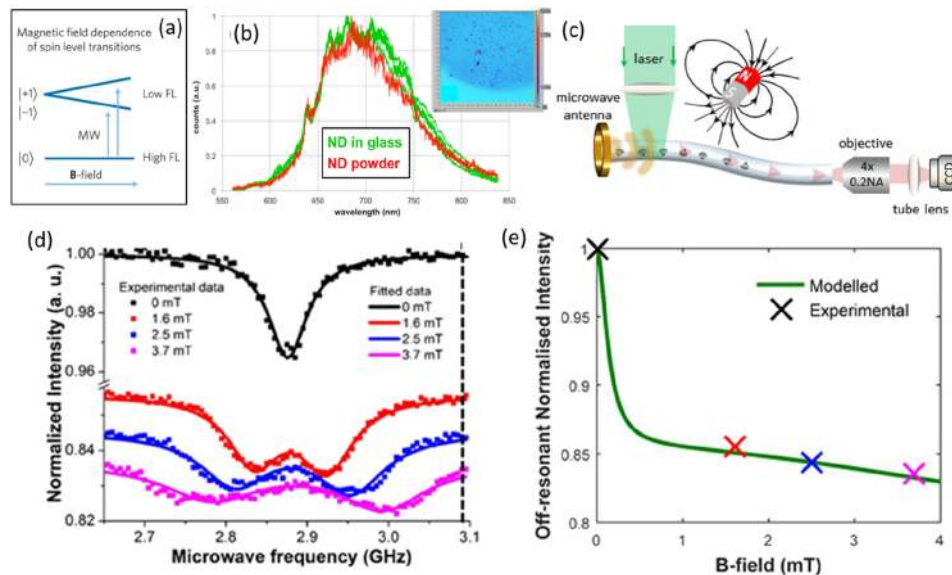 (a)
Magnetic field dependence
of spin level transitions
|+1⟩
|−1⟩
Low FL
MW
|0⟩
High FL
B-field
(b)
counts (a.u.)
1
0.8
0.6
0.4
0.2
0
ND in glass
ND powder
550
600
650
700
750
800
850
wavelength (nm)
(c)
laser
microwave
antenna
N
S
objective
4x
0.2NA
CCD
tube lens
(d)
Normalized Intensity (a. u.)
1.00
0.98
0.96
0.84
0.82
Experimental data
0 mT
1.6 mT
2.5 mT
3.7 mT
Fitted data
0 mT
1.6 mT
2.5 mT
3.7 mT
2.7
2.8
2.9
3.0
3.1
Microwave frequency (GHz)
(e)
Off-resonant Normalised Intensity
1
0.95
0.9
0.85
0.8
Modelled
Experimental
0
1
2
3
4
B-field (mT)